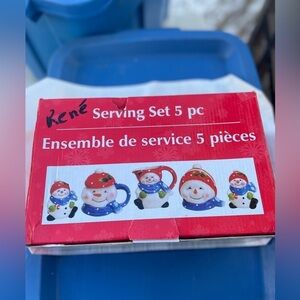 René
Serving Set 5 pc
Ensemble de service 5 pièces